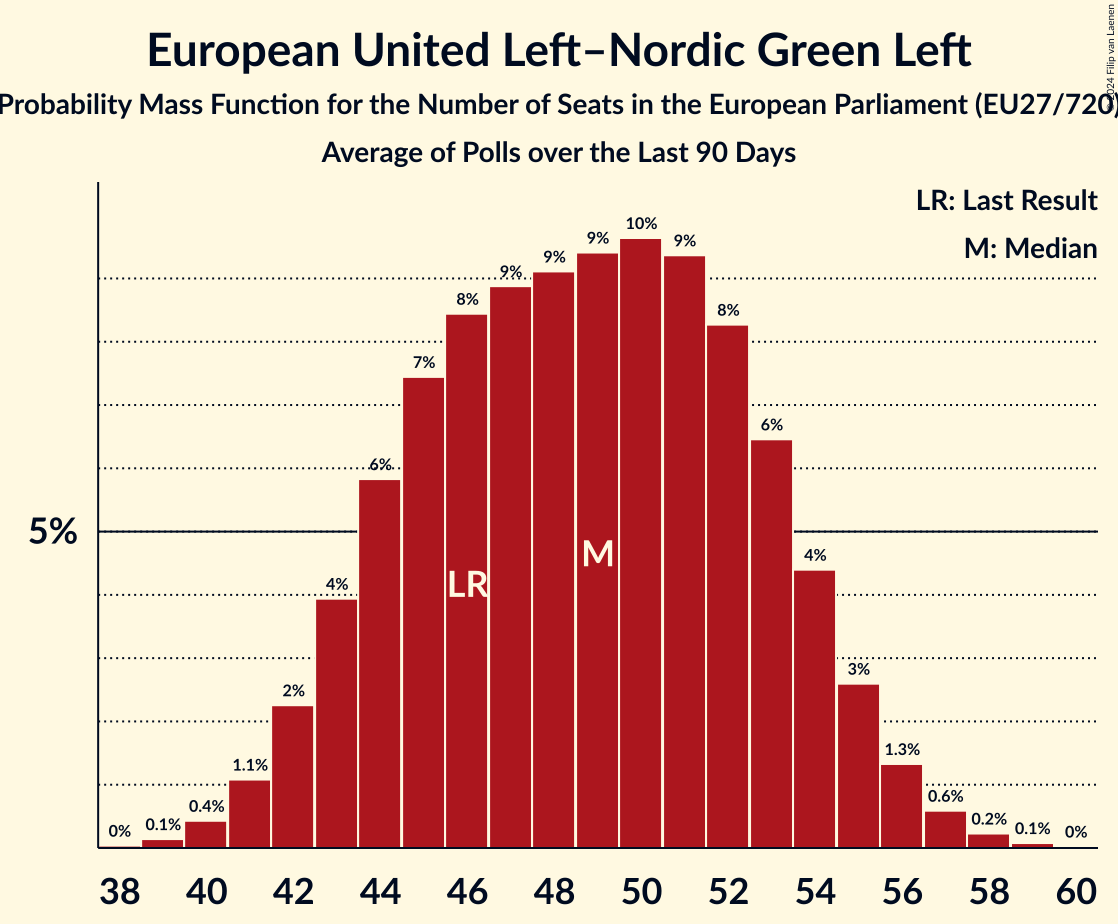 European United Left–Nordic Green Left
Probability Mass Function for the Number of Seats in the European Parliament (EU27/720)
Average of Polls over the Last 90 Days
© 2024 Filip van Laenen
LR: Last Result
M: Median
10%
9% 9% 9% 9%
8% 8%
7%
6% 6%
5%
4% 4%
LR M
3%
2%
1.1% 1.3%
0% 0.1% 0.4% 0.6% 0.2% 0.1% 0%
38 40 42 44 46 48 50 52 54 56 58 60